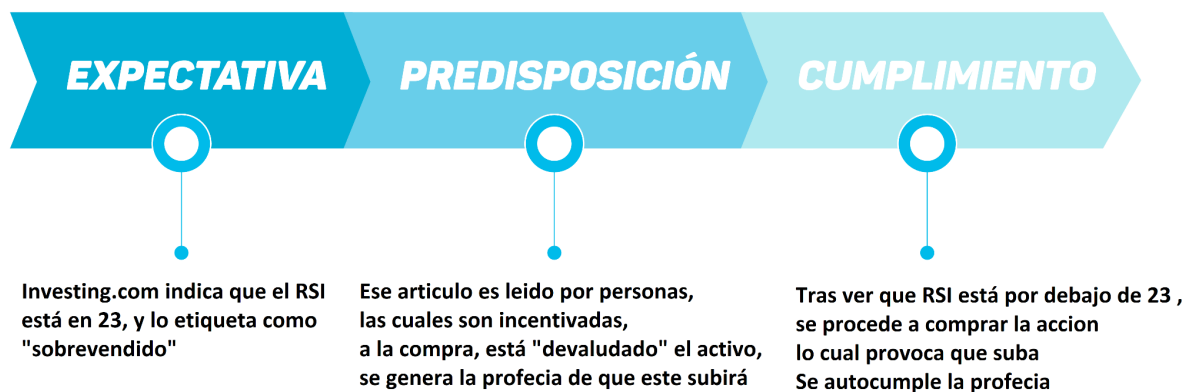 EXPECTATIVA
PREDISPOSICIÓN
CUMPLIMIENTO
Investing.com indica que el RSI
está en 23, y lo etiqueta como
"sobrevendido"
Ese articulo es leido por personas,
las cuales son incentivadas,
a la compra, está "devaludado" el activo,
se genera la profecia de que este subirá
Tras ver que RSI está por debajo de 23 ,
se procede a comprar la accion
lo cual provoca que suba
Se autocumple la profecia